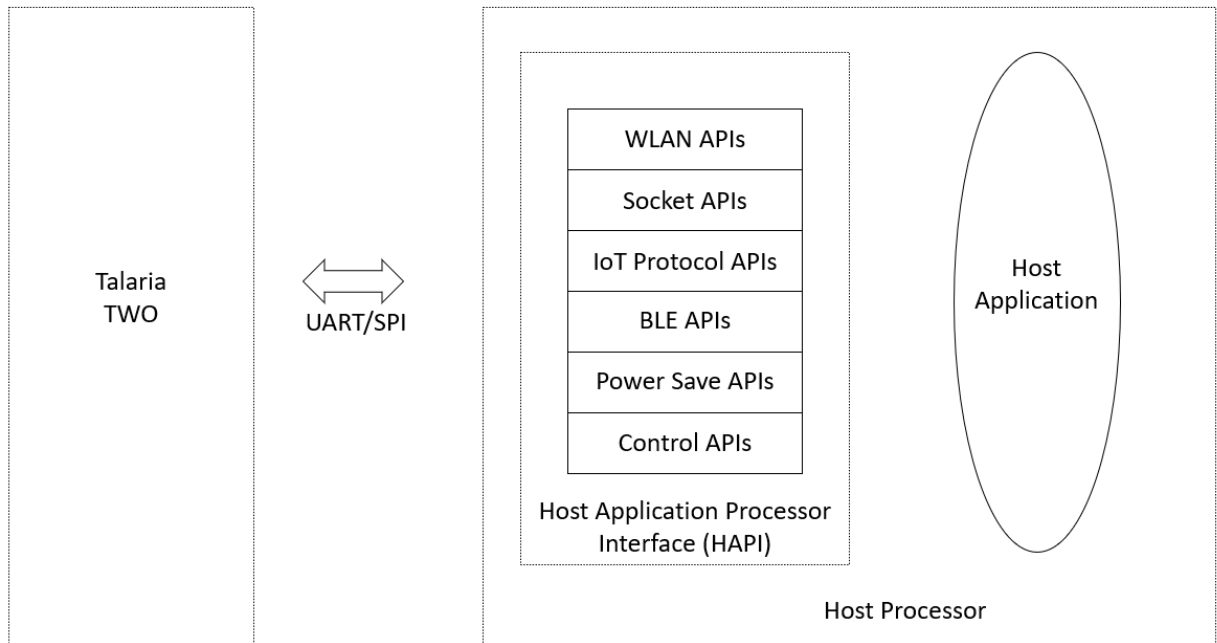 Talaria
TWO
UART/SPI
WLAN APIs
Socket APIs
IoT Protocol APIs
BLE APIs
Power Save APIs
Control APIs
Host Application Processor
Interface (HAPI)
Host
Application
Host Processor